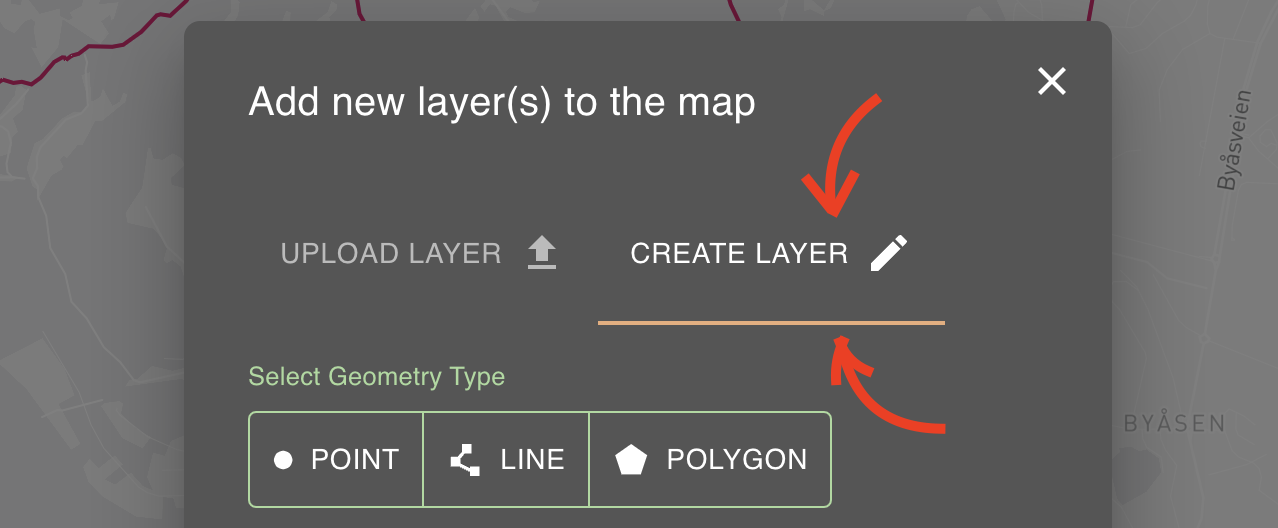 Add new layer(s) to the map
UPLOAD LAYER
CREATE LAYER
Select Geometry Type
POINT
LINE
POLYGON
Byåsveien
BYÅSEN